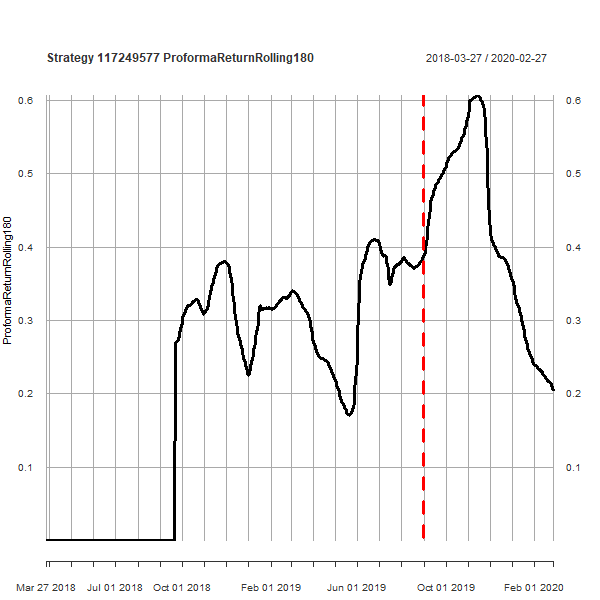 Strategy 117249577 ProformaReturnRolling180
2018-03-27 / 2020-02-27
0.6 0.6
0.5 0.5
0.4 0.4
0.3 0.3
0.2 0.2
0.1 0.1
ProformaReturnRolling180
Mar 27 2018 Jul 01 2018 Oct 01 2018 Feb 01 2019 Jun 01 2019 Oct 01 2019 Feb 01 2020